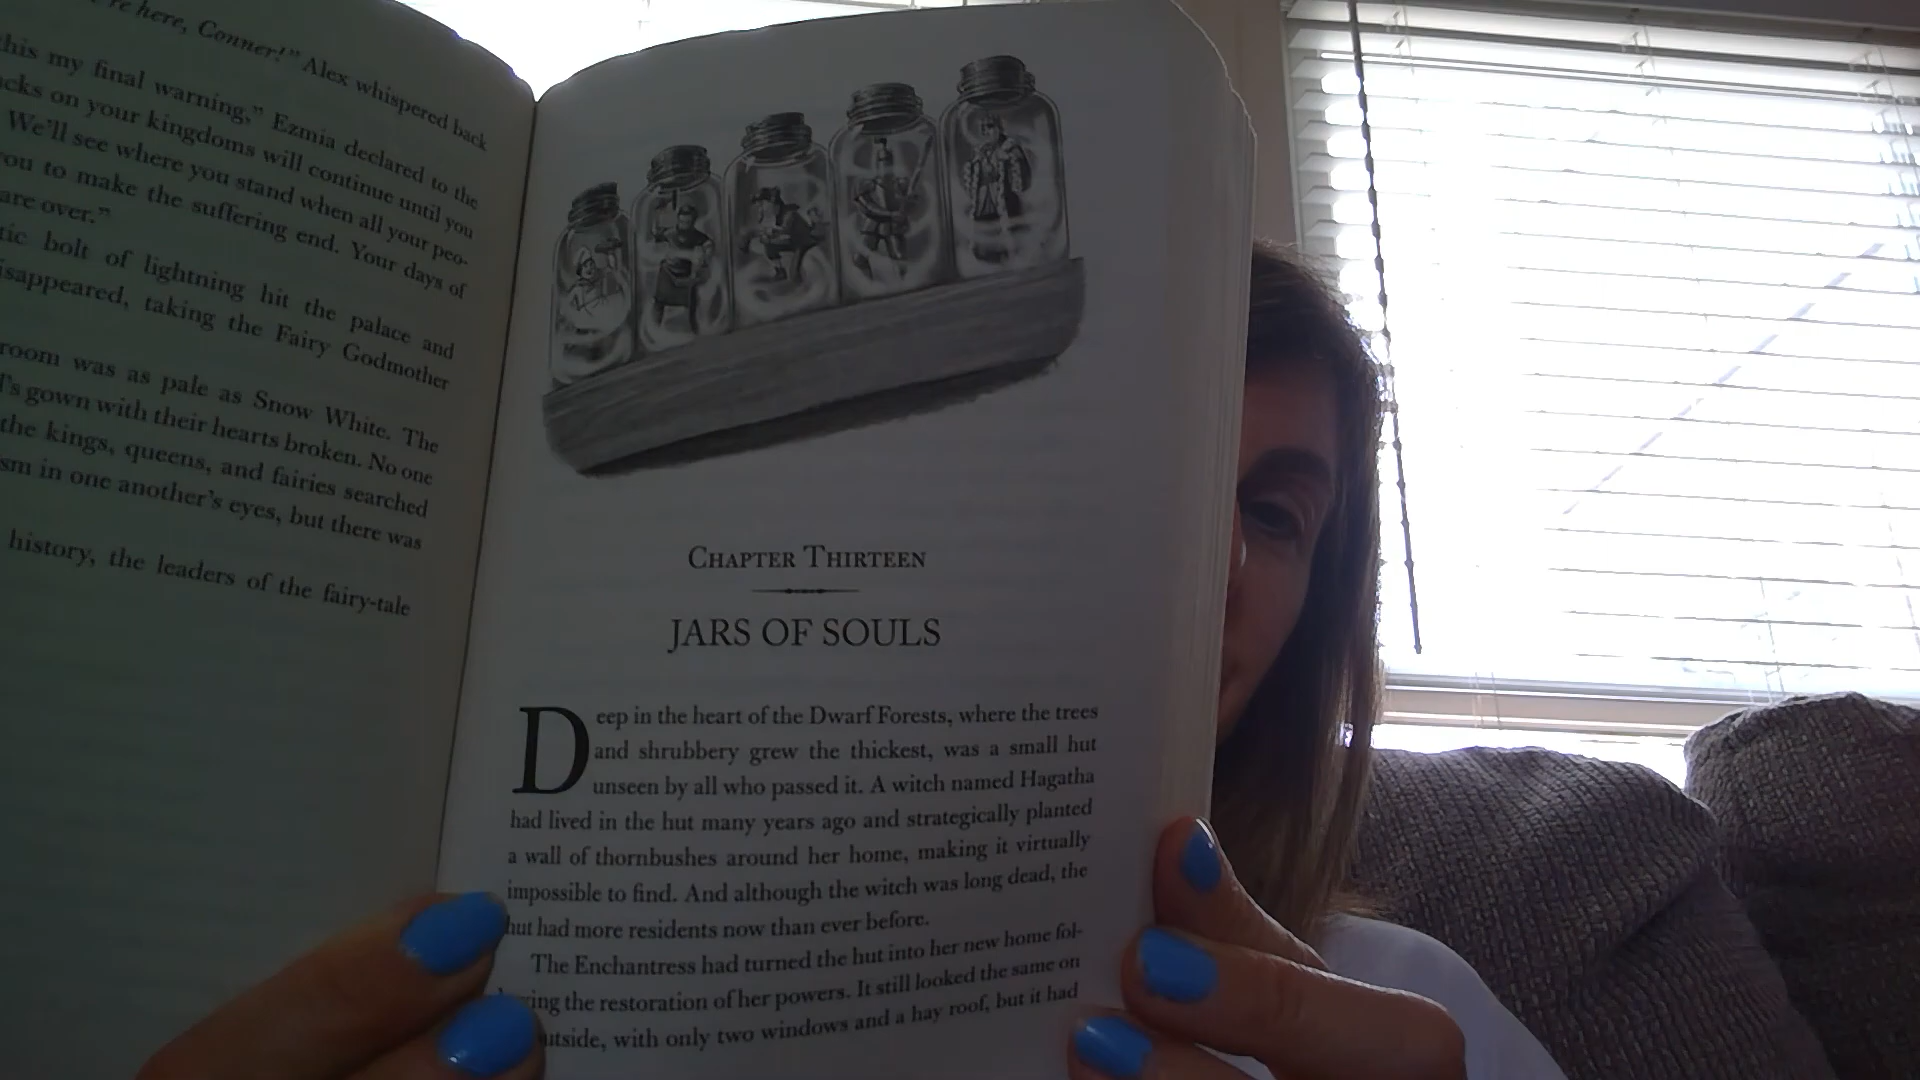 re here, Conner!" Alex whispered back
this my final warning," Ezmia declared to the
cks on your kingdoms will continue until you
We'll see where you stand when all your peo-
ou to make the suffering end. Your days of
are over."
tic bolt of lightning hit the palace and
isappeared, taking the Fairy Godmother
room was as pale as Snow White. The
l's gown with their hearts broken. No one
the kings, queens, and fairies searched
sm in one another's eyes, but there was
history, the leaders of the fairy-tale
CHAPTER THIRTEEN
JARS OF SOULS
Deep in the heart of the Dwarf Forests, where the trees
and shrubbery grew the thickest, was a small hut
unseen by all who passed it. A witch named Hagatha
had lived in the hut many years ago and strategically planted
a wall of thornbushes around her home, making it virtually
impossible to find. And although the witch was long dead, the
hut had more residents now than ever before.
The Enchantress had turned the hut into her new home fol-
ing the restoration of her powers. It still looked the same on
utside, with only two windows and a hay roof, but it had